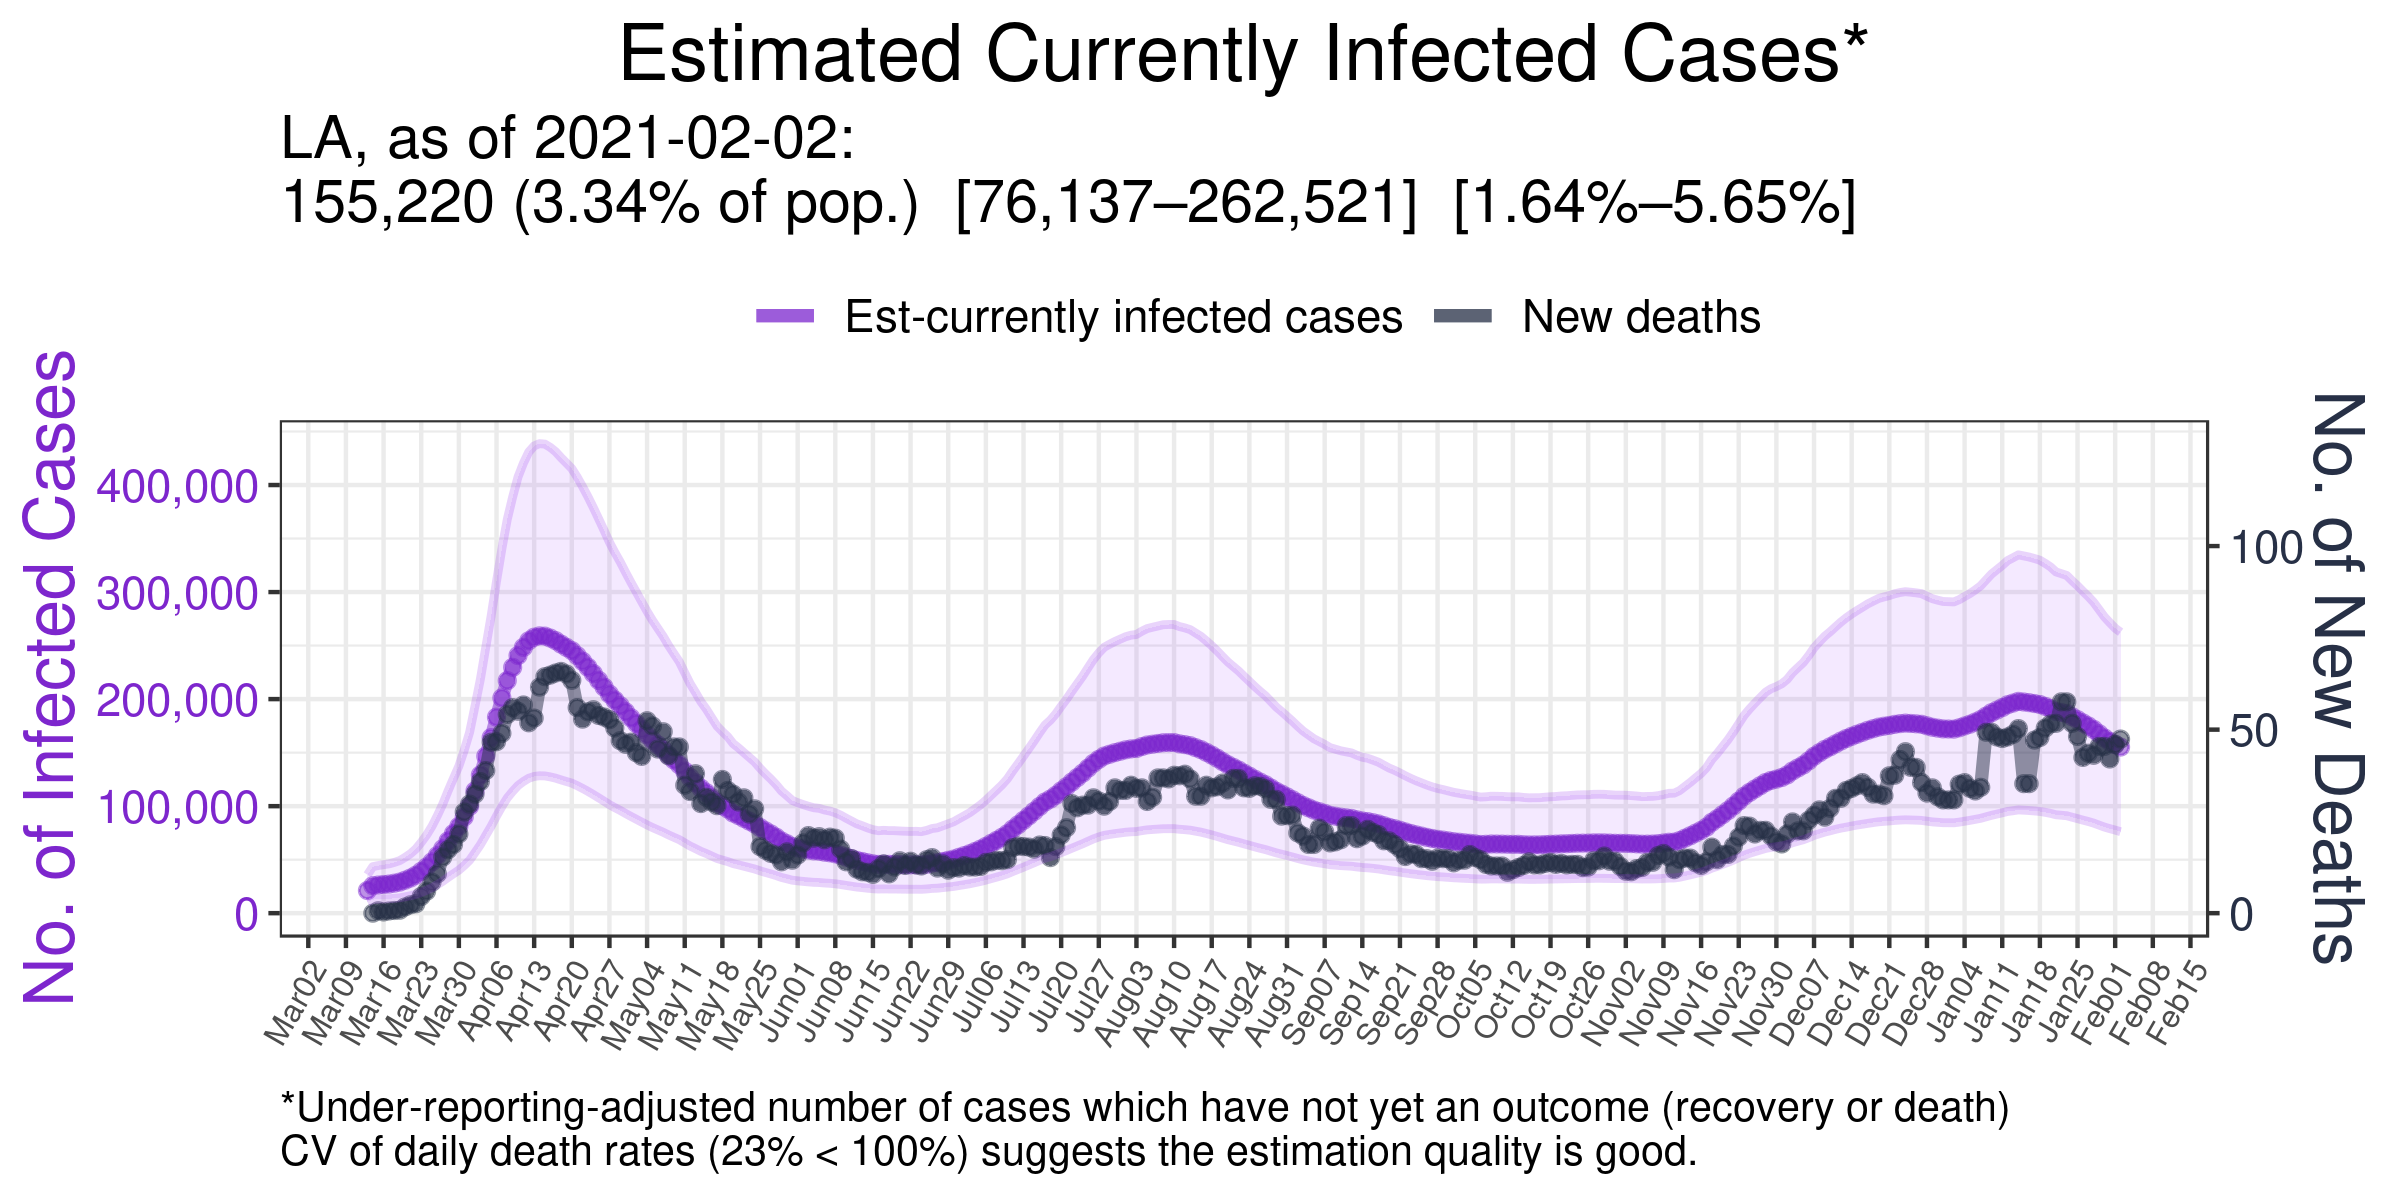 Estimated Currently Infected Cases*
LA, as of 2021-02-02:
155,220 (3.34% of pop.) [76,137–262,521] [1.64%–5.65%]
Est-currently infected cases
New deaths
No. of Infected Cases
400,000
300,000
200,000
100,000
0
100
50
0
No. of New Deaths
Mar02
Mar09
Mar16
Mar23
Mar30
Apr06
Apr13
Apr20
Apr27
May04
May11
May18
May25
Jun01
Jun08
Jun15
Jun22
Jun29
Jul06
Jul13
Jul20
Jul27
Aug03
Aug10
Aug17
Aug24
Aug31
Sep07
Sep14
Sep21
Sep28
Oct05
Oct12
Oct19
Oct26
Nov02
Nov09
Nov16
Nov23
Nov30
Dec07
Dec14
Dec21
Dec28
Jan04
Jan11
Jan18
Jan25
Feb01
Feb08
Feb15
*Under-reporting-adjusted number of cases which have not yet an outcome (recovery or death)
CV of daily death rates (23% < 100%) suggests the estimation quality is good.